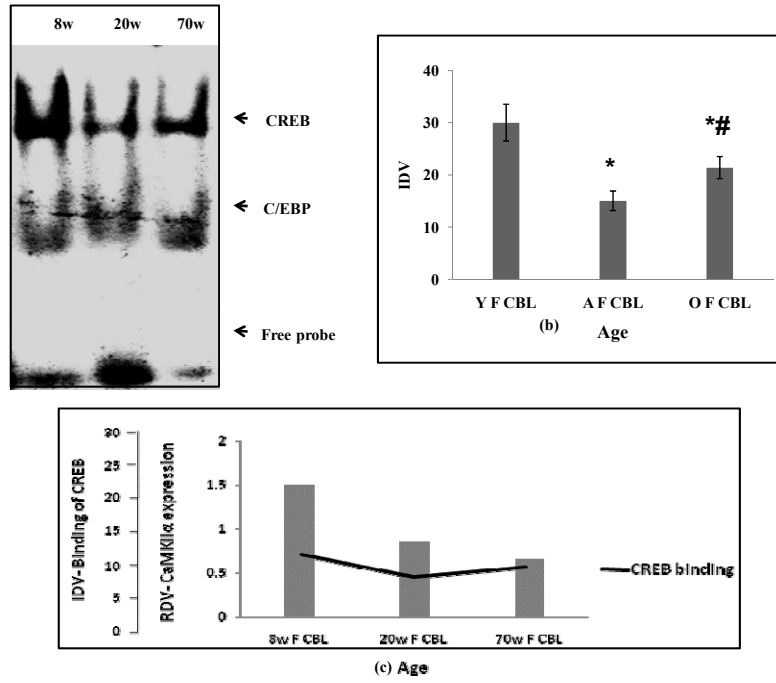 8w 20w 70w
CREB
C/EBP
Free probe
40
30
20
10
0
IDV
*
*#
Y F CBL A F CBL O F CBL
(b)
Age
IDV- Binding of CREB
30
25
20
15
10
5
0
RDV- CaMKIIα expression
2
1.5
1
0.5
0
CREB binding
8w F CBL 20w F CBL 70w F CBL
(c) Age